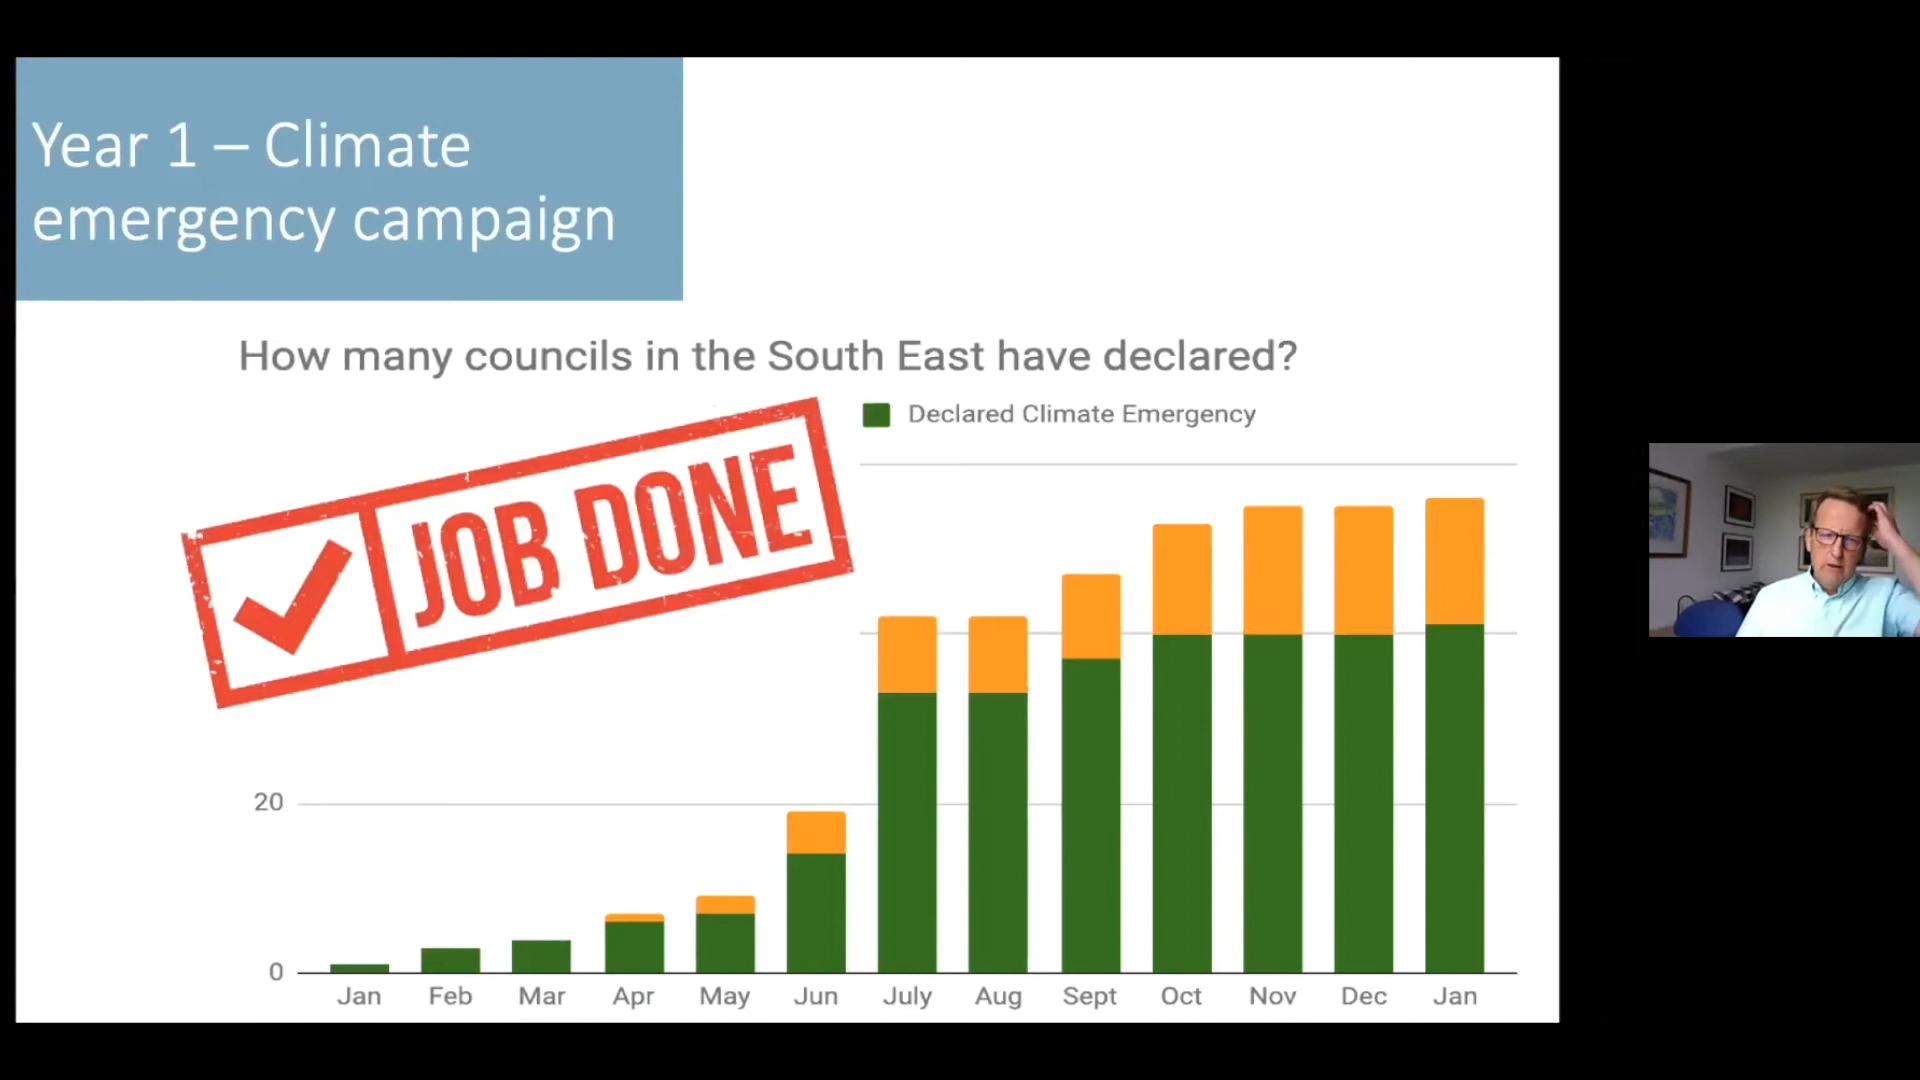 Year 1 – Climate
emergency campaign
How many councils in the South East have declared?
Declared Climate Emergency
JOB DONE
20
0
Jan Feb Mar Apr May Jun July Aug Sept Oct Nov Dec Jan